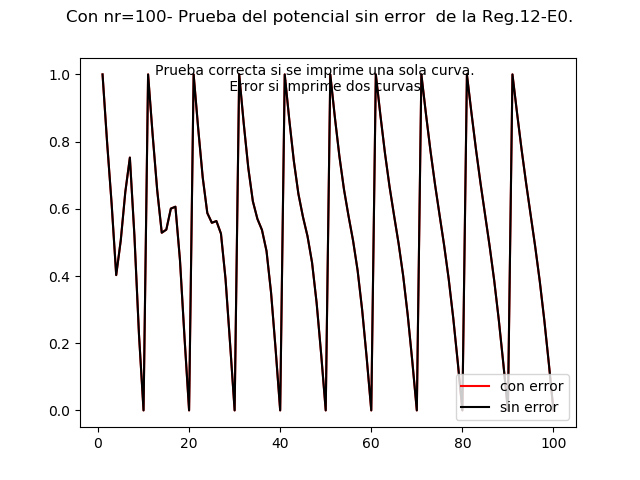 Con nr=100- Prueba del potencial sin error  de la Reg.12-E0.
Prueba correcta si se imprime una sola curva.
Error si imprime dos curvas
1.0
0.8
0.6
0.4
0.2
0.0
con error
sin error
0
20
40
60
80
100